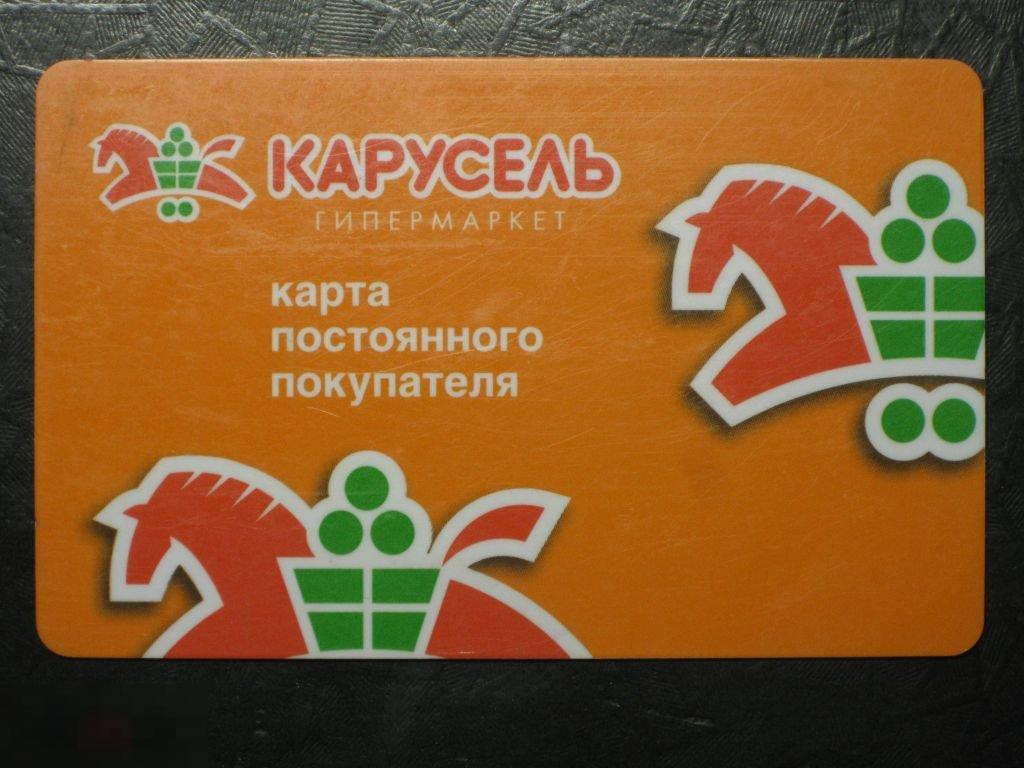 КАРУСЕЛЬ
ГИПЕРМАРКЕТ
карта
постоянного
покупателя